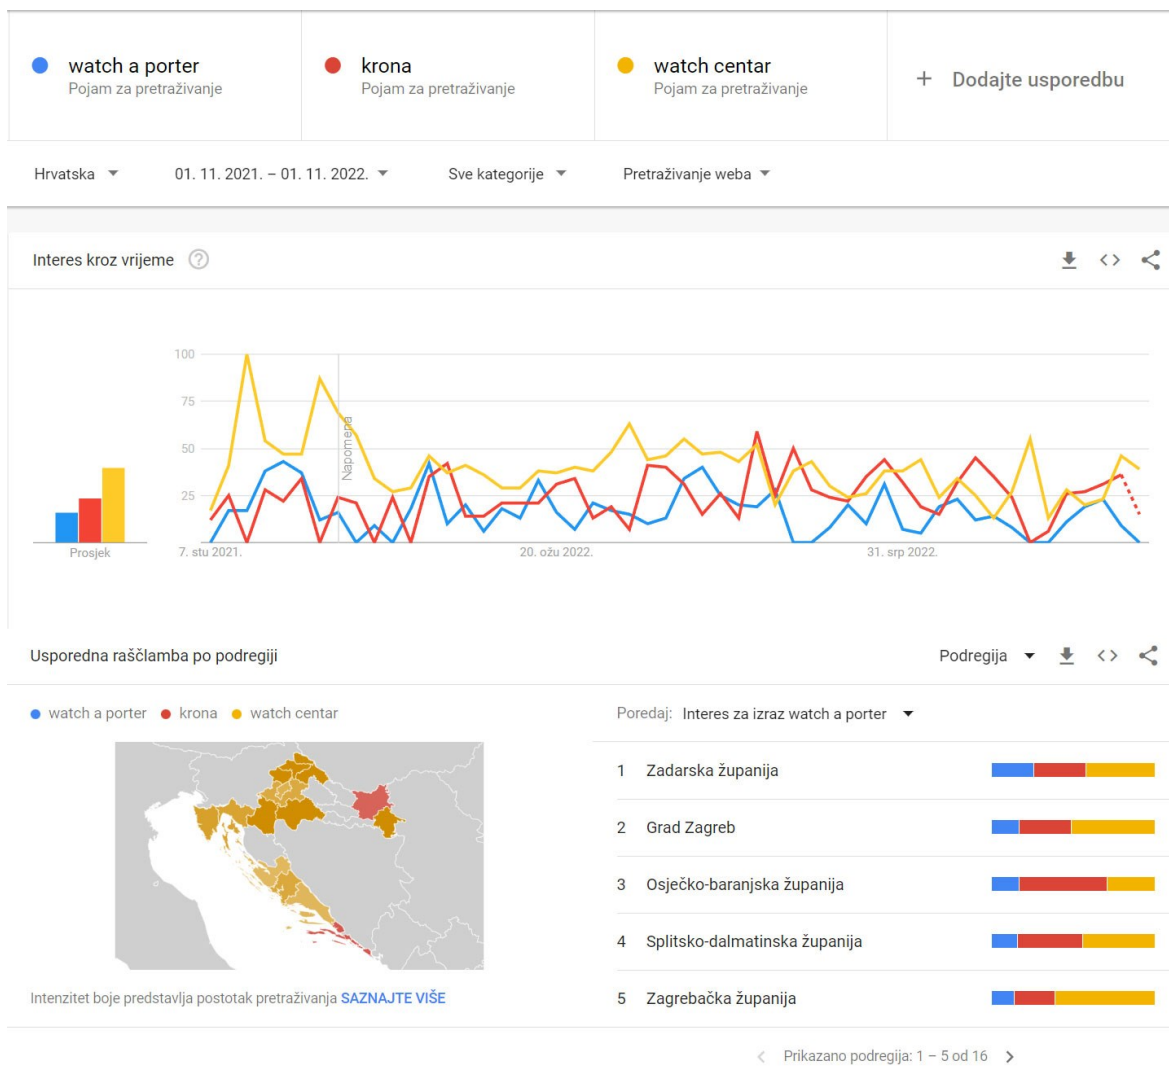 watch a porter
Pojam za pretraživanje
krona
Pojam za pretraživanje
watch centar
Pojam za pretraživanje
+ Dodajte usporedbu
Hrvatska
01. 11. 2021. – 01. 11. 2022.
Sve kategorije
Pretraživanje weba
Interes kroz vrijeme ?
100
75
50
25
Napomena
Prosjek
7. stu 2021.
20. ožu 2022.
31. srp 2022.
Usporedna raščlamba po podregiji
Podregija
watch a porter krona watch centar
Poredaj: Interes za izraz watch a porter
1 Zadarska županija
2 Grad Zagreb
3 Osječko-baranjska županija
4 Splitsko-dalmatinska županija
5 Zagrebačka županija
Intenzitet boje predstavlja postotak pretraživanja SAZNAJTE VIŠE
Prikazano podregija: 1 – 5 od 16